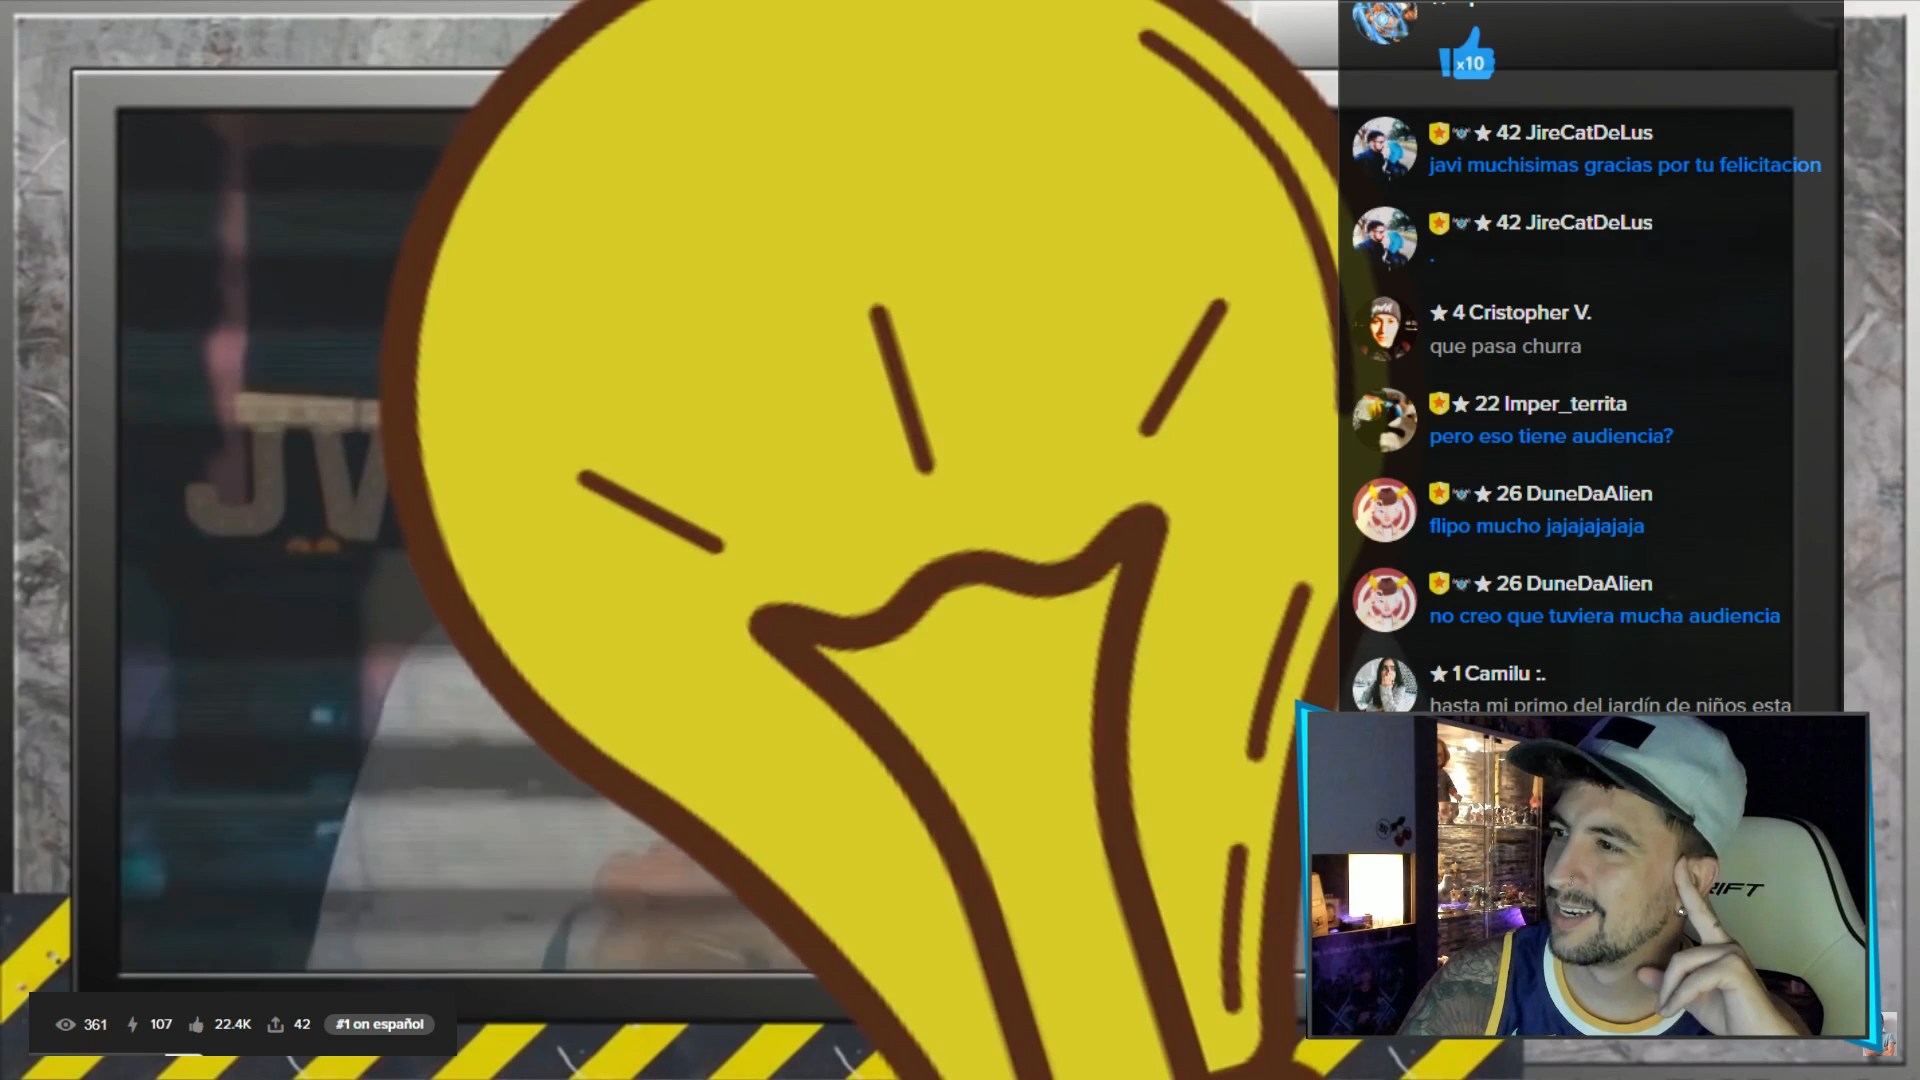 x10
42 JireCatDeLus
javi muchisimas gracias por tu felicitacion
42 JireCatDeLus
.
4 Cristopher V.
que pasa churra
22 Imper_territa
pero eso tiene audiencia?
26 DuneDaAlien
flipo mucho jajajajajaja
26 DuneDaAlien
no creo que tuviera mucha audiencia
1 Camilu :.
hasta mi primo del jardín de niños esta
JV
RIFT
361 107 22.4K 42 #1 on español